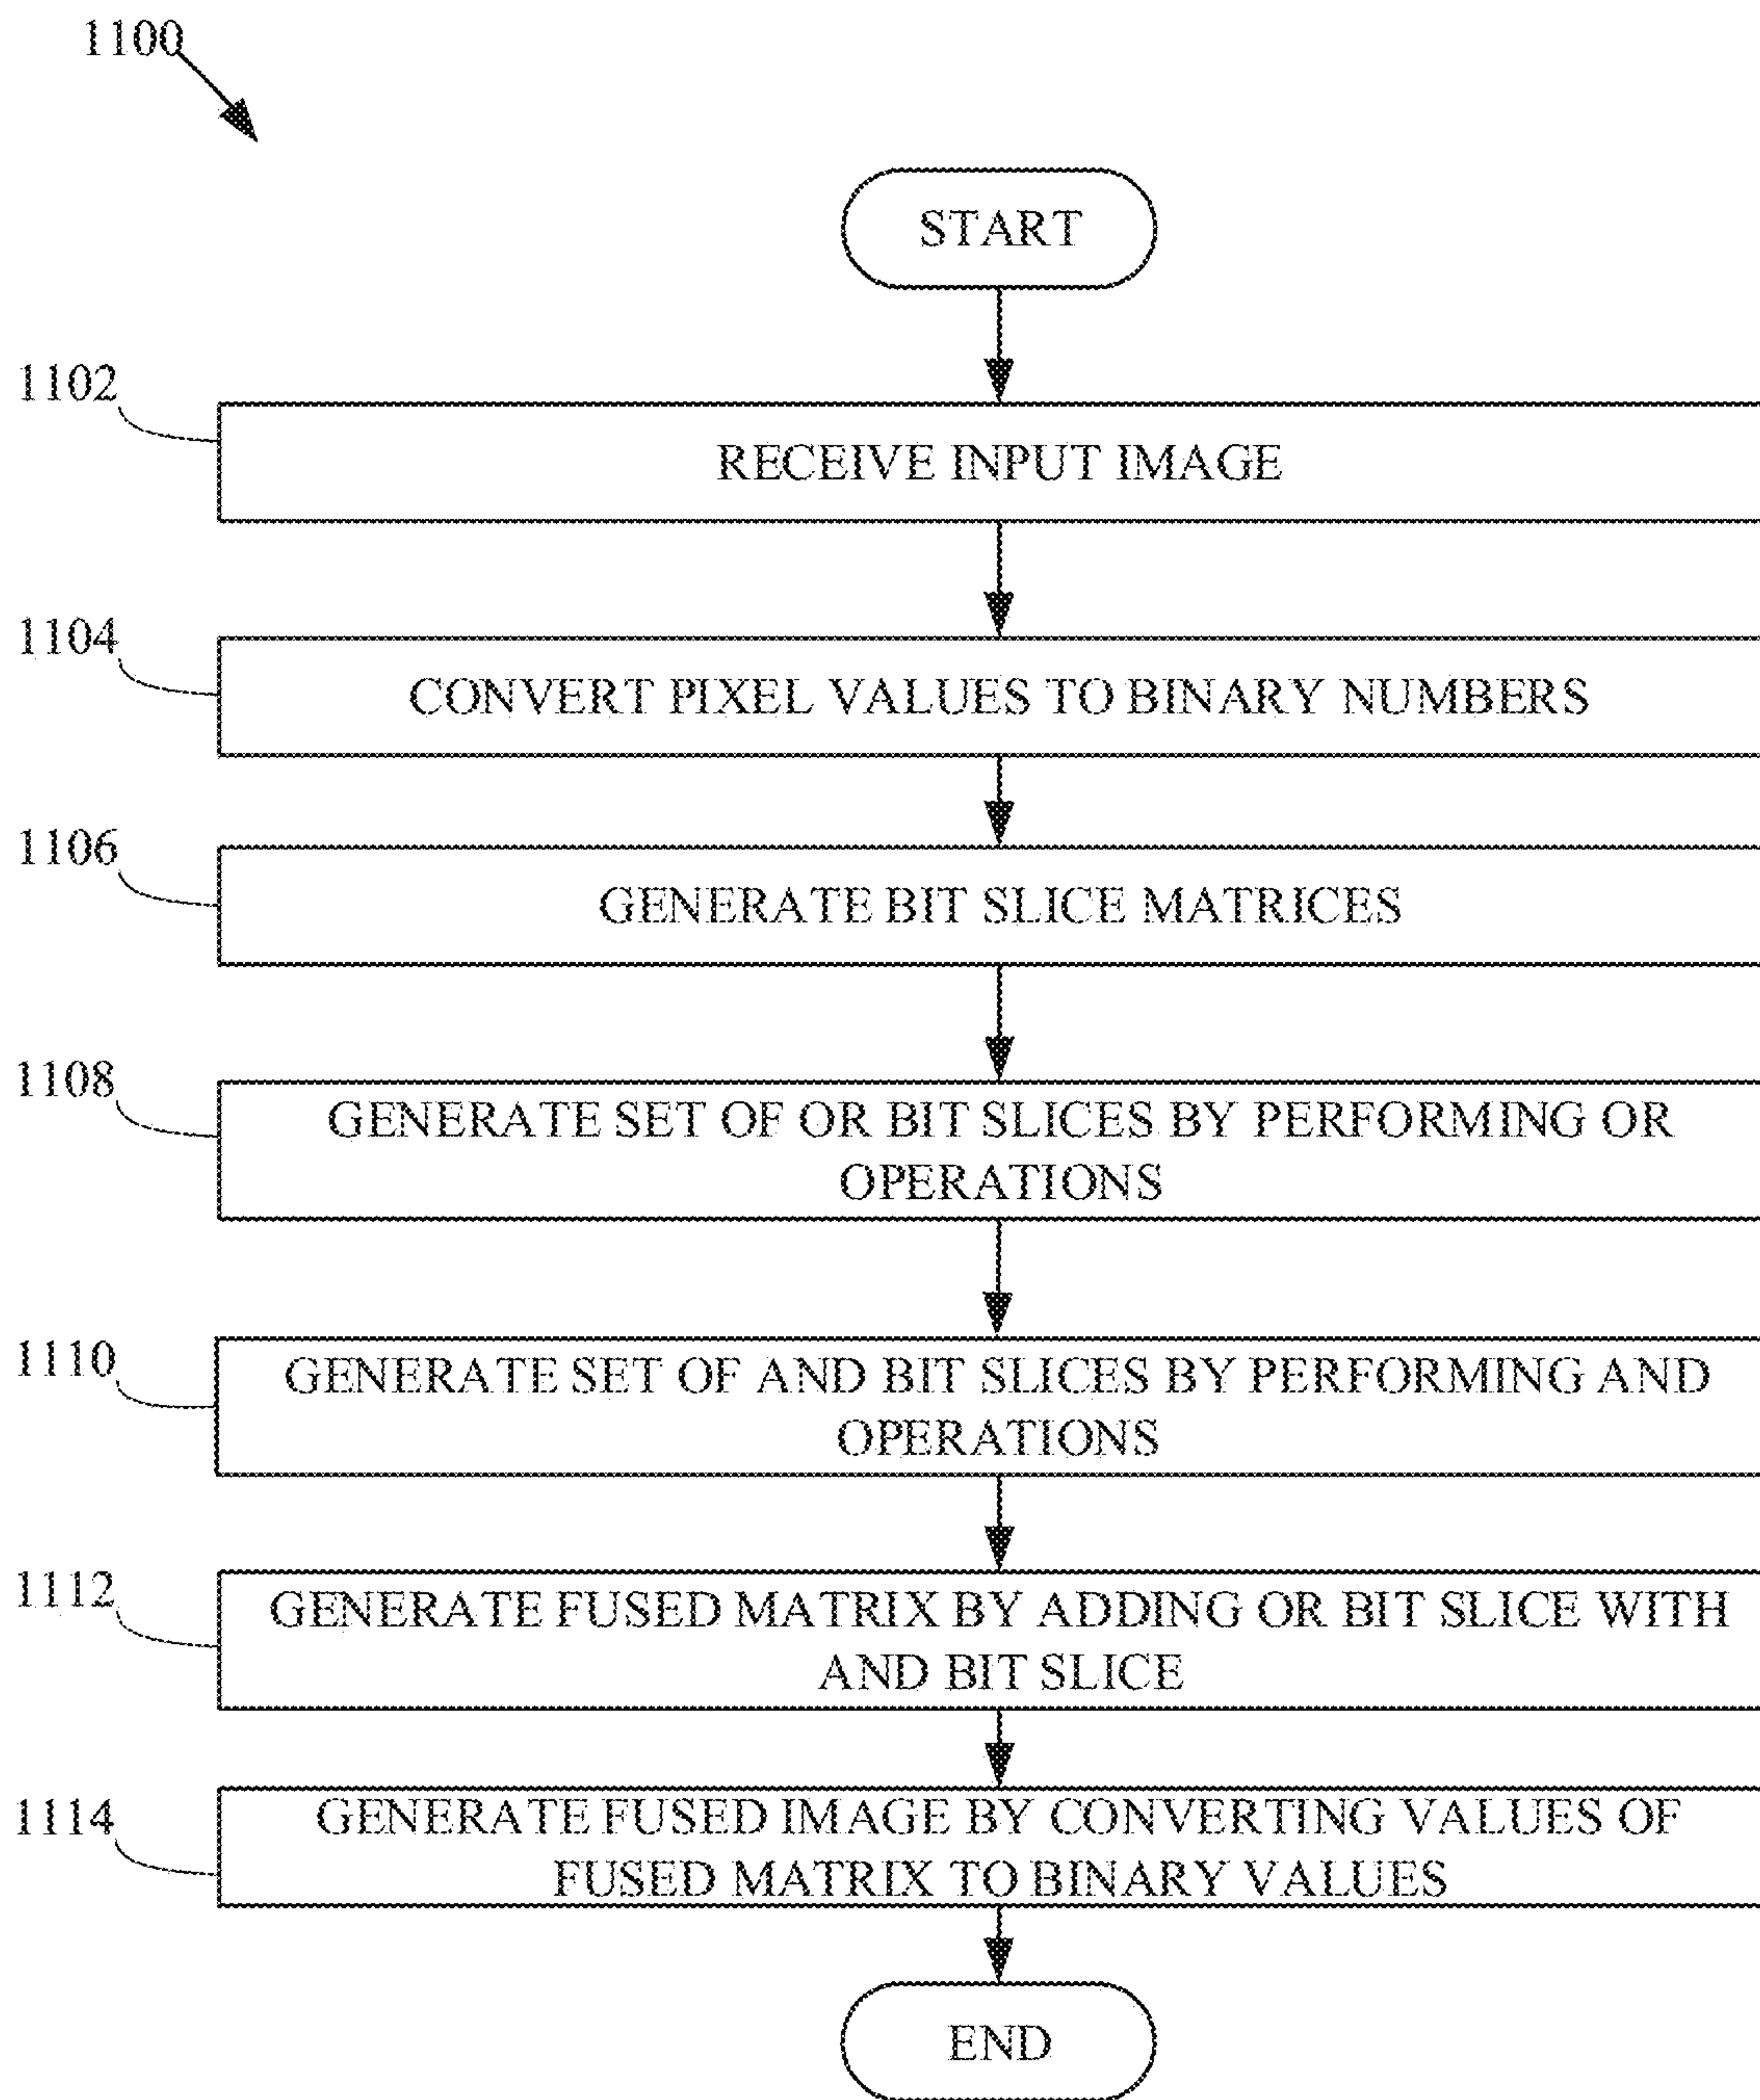 1100
START
1102
RECEIVE INPUT IMAGE
1104
CONVERT PIXEL VALUES TO BINARY NUMBERS
1106
GENERATE BIT SLICE MATRICES
1108
GENERATE SET OF OR BIT SLICES BY PERFORMING OR
OPERATIONS
1110
GENERATE SET OF AND BIT SLICES BY PERFORMING AND
OPERATIONS
1112
GENERATE FUSED MATRIX BY ADDING OR BIT SLICE WITH
AND BIT SLICE
1114
GENERATE FUSED IMAGE BY CONVERTING VALUES OF
FUSED MATRIX TO BINARY VALUES
END